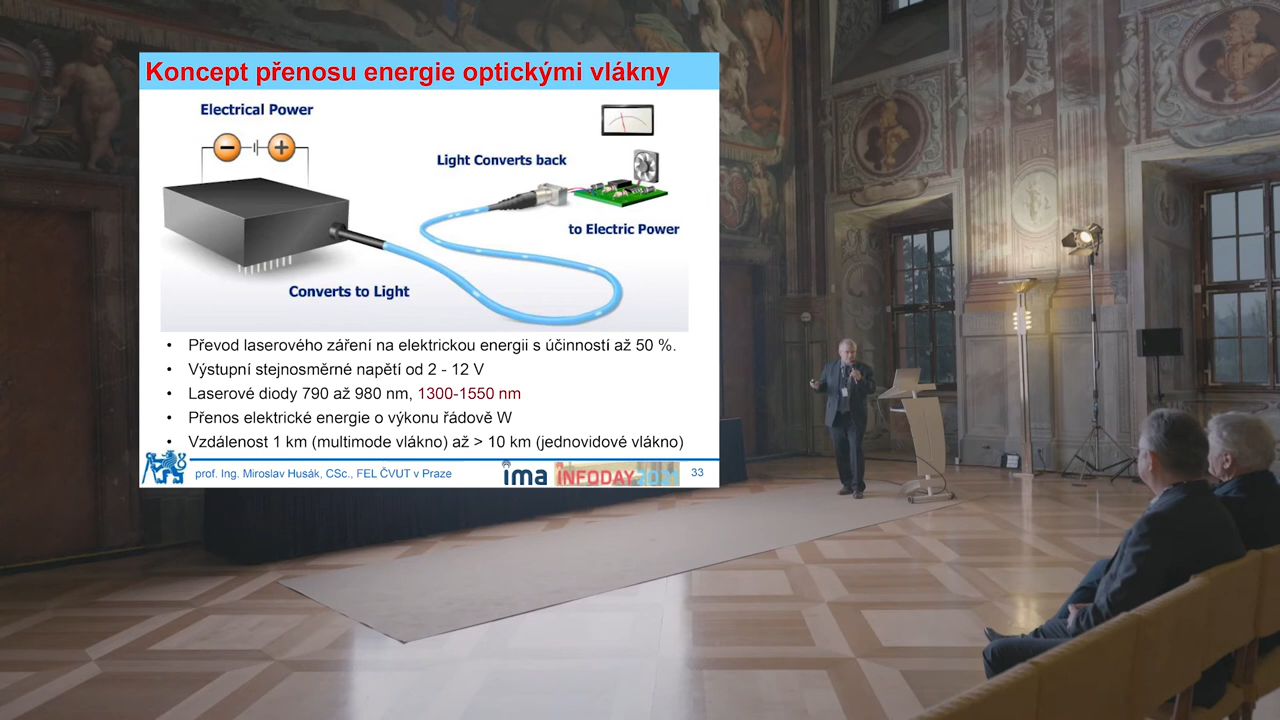 Koncept přenosu energie optickými vlákny
Electrical Power
Light Converts back
to Electric Power
Converts to Light
• Převod laserového záření na elektrickou energii s účinností až 50 %.
• Výstupní stejnosměrné napětí od 2 - 12 V
• Laserové diody 790 až 980 nm, 1300-1550 nm
• Přenos elektrické energie o výkonu řádově W
• Vzdálenost 1 km (multimode vlákno) až > 10 km (jednovidové vlákno)
prof. Ing. Miroslav Husák, CSc., FEL ČVUT v Praze
ima INFODAY 2021
33